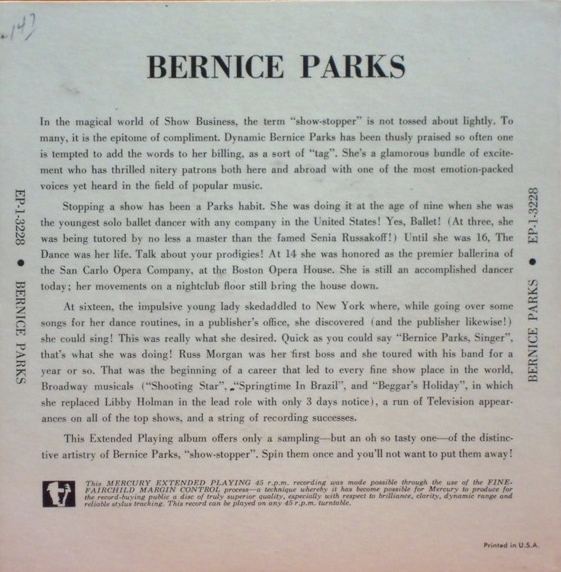 .147
BERNICE PARKS
In the magical world of Show Business, the term "show-stopper" is not tossed about lightly. To
many, it is the epitome of compliment. Dynamic Bernice Parks has been thusly praised so often one
is tempted to add the words to her billing, as a sort of "tag". She's a glamorous bundle of excite-
ment who has thrilled nitery patrons both here and abroad with one of the most emotion-packed
voices yet heard in the field of popular music.
Stopping a show has been a Parks habit. She was doing it at the age of nine when she was
the youngest solo ballet dancer with any company in the United States! Yes, Ballet! (At three, she
was being tutored by no less a master than the famed Senia Russakoff!) Until she was 16, The
Dance was her life. Talk about your prodigies! At 14 she was honored as the premier ballerina of
the San Carlo Opera Company, at the Boston Opera House. She is still an accomplished dancer
today; her movements on a nightclub floor still bring the house down.
At sixteen, the impulsive young lady skedaddled to New York where, while going over some
songs for her dance routines, in a publisher's office, she discovered (and the publisher likewise!)
she could sing! This was really what she desired. Quick as you could say "Bernice Parks, Singer",
that's what she was doing! Russ Morgan was her first boss and she toured with his band for a
year or so. That was the beginning of a career that led to every fine show place in the world,
Broadway musicals ("Shooting Star", "Springtime In Brazil", and "Beggar's Holiday", in which
she replaced Libby Holman in the lead role with only 3 days notice), a run of Television appear-
ances on all of the top shows, and a string of recording successes.
This Extended Playing album offers only a sampling—but an oh so tasty one—of the distinc-
tive artistry of Bernice Parks, "show-stopper". Spin them once and you'll not want to put them away!
This MERCURY EXTENDED PLAYING 45 r.p.m. recording was made possible through the use of the FINE-
FAIRCHILD MARGIN CONTROL process—a technique whereby it has become possible for Mercury to produce for
the record-buying public a disc of truly superior quality, especially with respect to brilliance, clarity, dynamic range and
reliable stylus tracking. This record can be played on any 45 r.p.m. turntable.
Printed in U.S.A.
EP-1-3228 ● BERNICE PARKS
BERNICE PARKS ● EP-1-3228